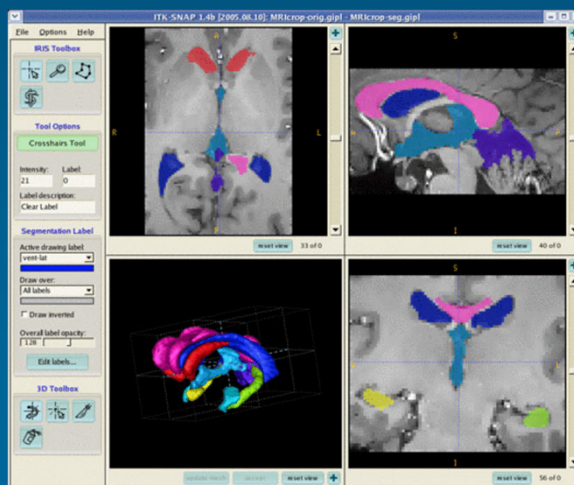 ITK-SNAP 1.4b [2005.08.10]: MRIcrop-orig.gipl - MRIcrop-seg.gipl
File Options Help
IRIS Toolbox
Tool Options
Crosshairs Tool
Intensity: Label:
21 0
Label description:
Clear Label
Segmentation Label
Active drawing label:
vent-lat
Draw over:
All labels
Draw inverted
Overall label opacity:
128
Edit labels...
3D Toolbox
A
R L
P
reset view 33 of 0
S
I
reset view 40 of 0
update mesh accept reset view
S
I
reset view 56 of 0